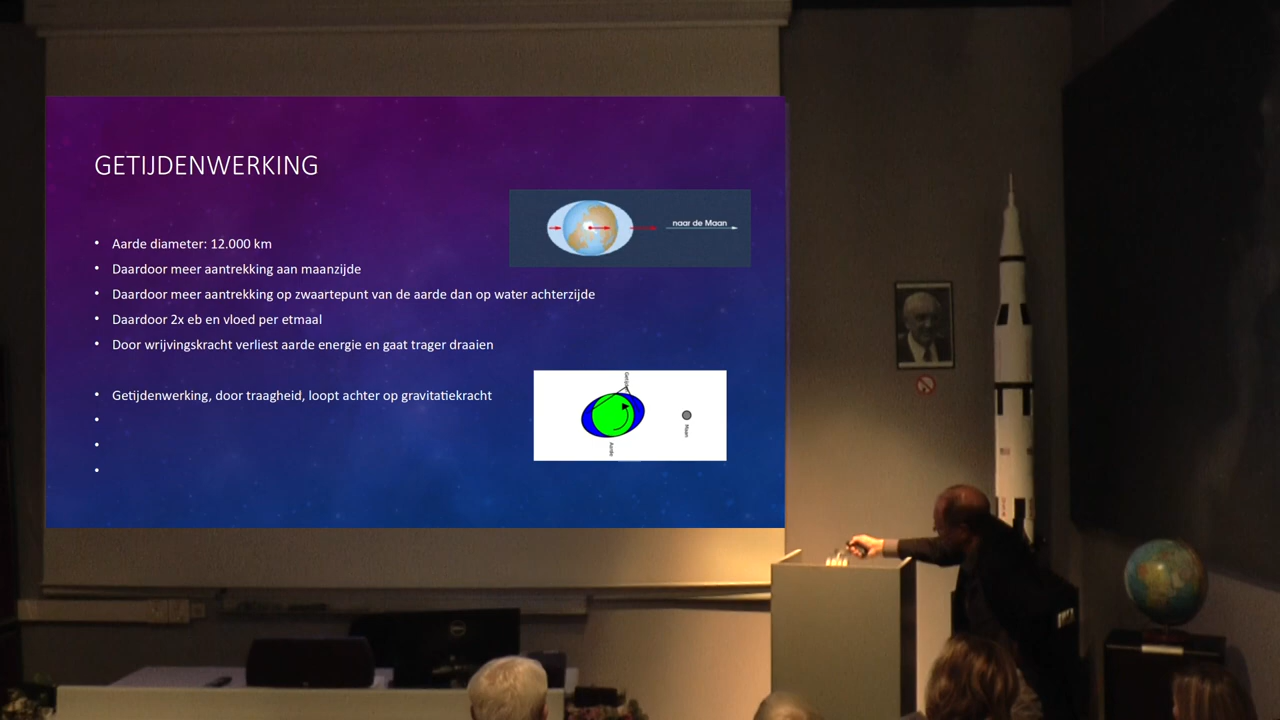 GETIJDENWERKING
naar de Maan
• Aarde diameter: 12.000 km
• Daardoor meer aantrekking aan maanzijde
• Daardoor meer aantrekking op zwaartepunt van de aarde dan op water achterzijde
• Daardoor 2x eb en vloed per etmaal
• Door wrijvingskracht verliest aarde energie en gaat trager draaien
• Getijdenwerking, door traagheid, loopt achter op gravitatiekracht
Maan
Aarde